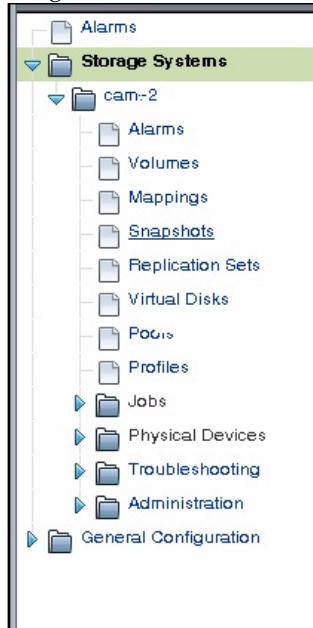 Alarms
Storage Systems
cam-2
Alarms
Volumes
Mappings
Snapshots
Replication Sets
Virtual Disks
Pools
Profiles
Jobs
Physical Devices
Troubleshooting
Administration
General Configuration